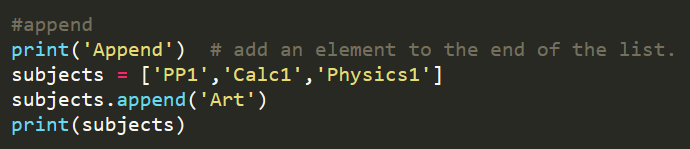 #append
print('Append')  # add an element to the end of the list.
subjects = ['PP1','Calc1','Physics1']
subjects.append('Art')
print(subjects)